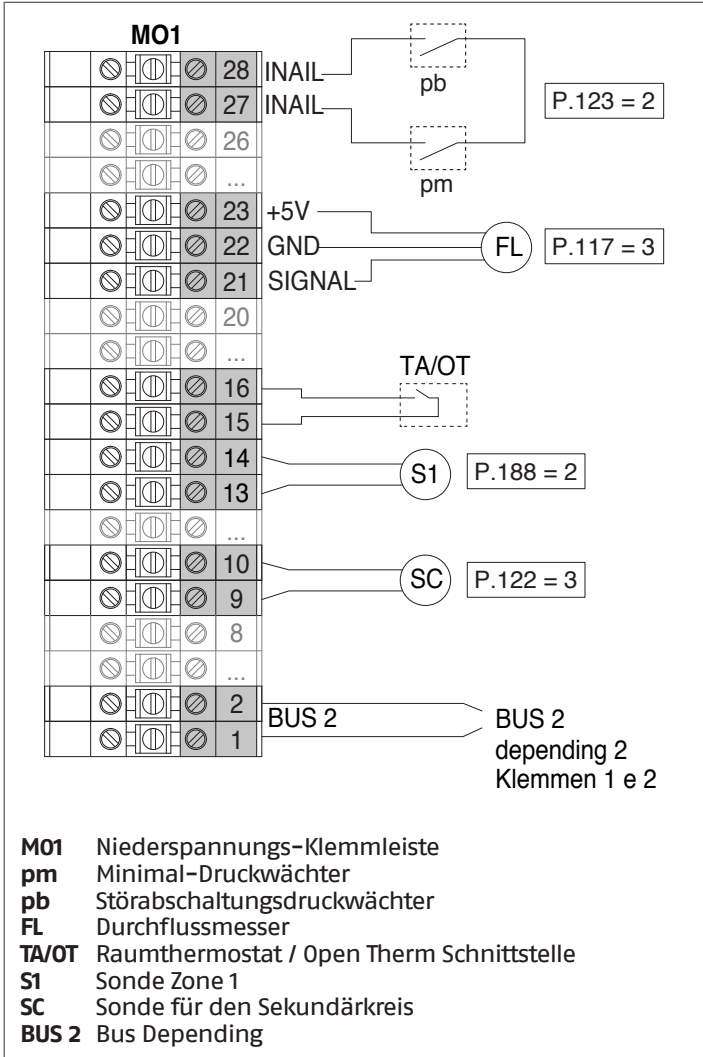 MO1
28 INAIL
pb
27 INAIL
P.123 = 2
26
pm
...
23 +5V
22 GND
FL
P.117 = 3
21 SIGNAL
20
...
TA/OT
16
15
14
S1
P.188 = 2
13
...
10
SC
P.122 = 3
9
8
...
2
BUS 2
1
BUS 2
depending 2
Klemmen 1 e 2
MO1 Niederspannungs-Klemmleiste
pm Minimal-Druckwächter
pb Störabschaltungsdruckwächter
FL Durchflussmesser
TA/OT Raumthermostat / Open Therm Schnittstelle
S1 Sonde Zone 1
SC Sonde für den Sekundärkreis
BUS 2 Bus Depending